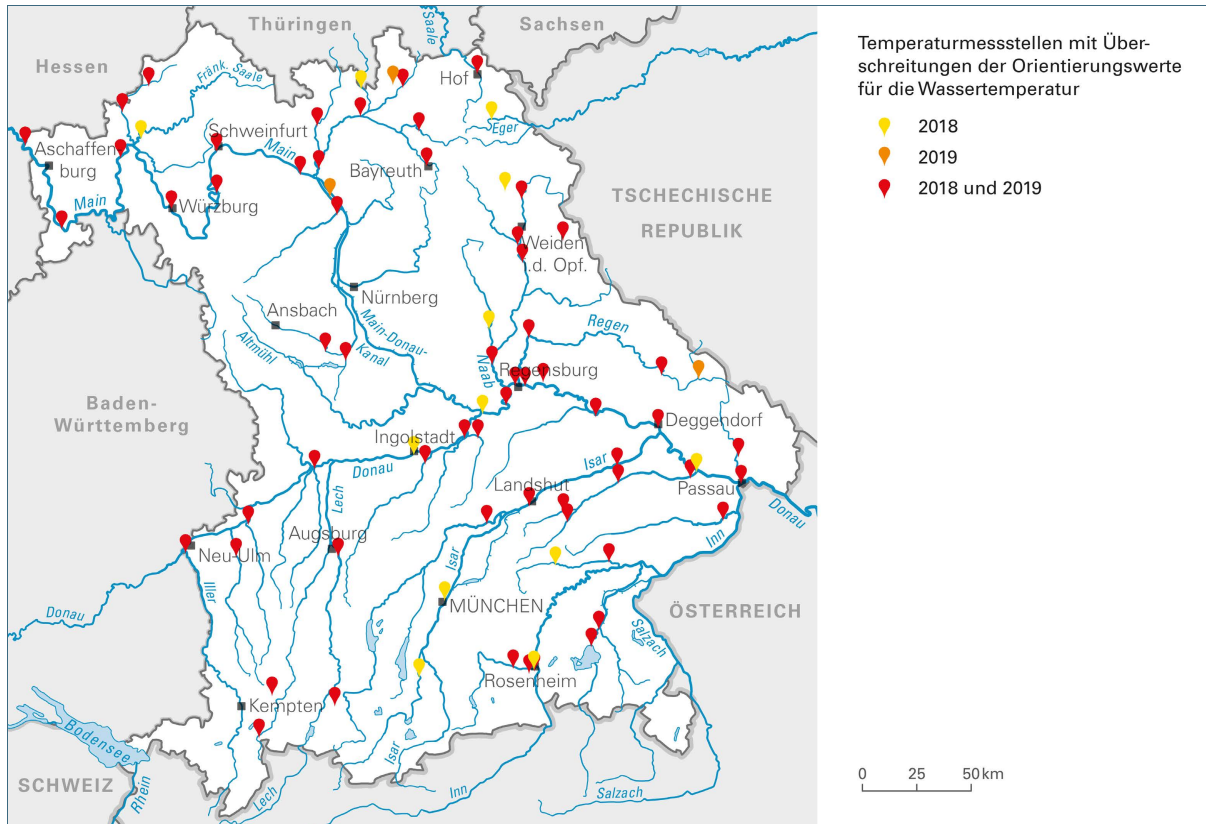 Thüringen
Sachsen
Saale
Hessen
Fränk. Saale
Hof
Temperaturmessstellen mit Über-
schreitungen der Orientierungswerte
für die Wassertemperatur
2018
2019
2018 und 2019
Eger
Schweinfurt
Aschaffen
burg
Main
Bayreuth
Main
Würzburg
TSCHECHISCHE
REPUBLIK
Weiden
i.d. Opf.
Nürnberg
Ansbach
Altmühl
Main-Donau-
Kanal
Regen
Naab
Regensburg
Baden-
Württemberg
Deggendorf
Ingolstadt
Donau
Isar
Lech
Landshut
Passau
Donau
Augsburg
Neu-Ulm
Isar
Inn
Iller
Donau
MÜNCHEN
ÖSTERREICH
Salzach
Rosenheim
Kempten
Bodensee
Isar
SCHWEIZ
Rhein
Lech
Inn
Salzach
0 25 50 km